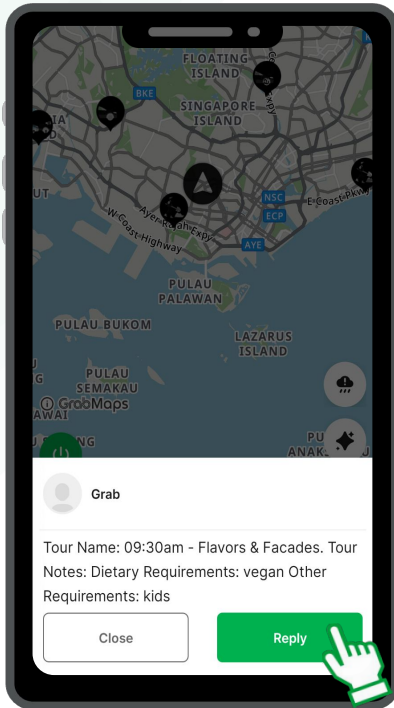 FLOATING
ISLAND
BKE
SINGAPORE
ISLAND
Expy
UT
NSC
E Coast Pkwy
ECP
Ayer Rajah Expy
W Coast Highway
AYE
PULAU
PALAWAN
PULAU BUKOM
LAZARUS
ISLAND
PULAU
SEMAKAU
GrabMaps
Grab
Tour Name: 09:30am - Flavors & Facades. Tour
Notes: Dietary Requirements: vegan Other
Requirements: kids
Close
Reply